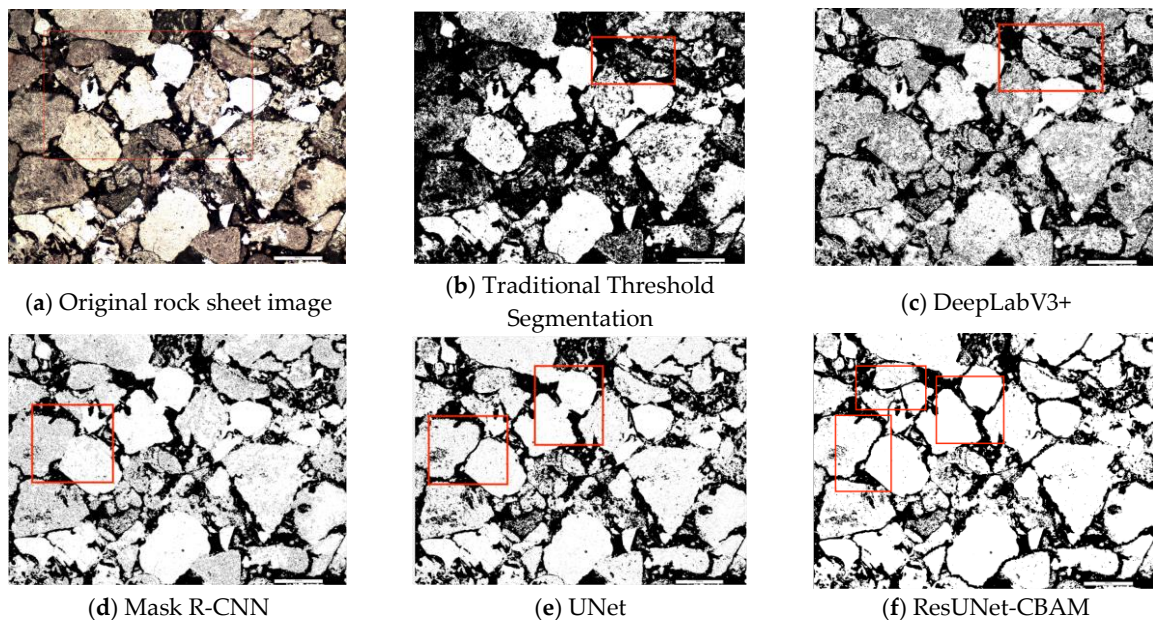 (a) Original rock sheet image
(b) Traditional Threshold
Segmentation
(c) DeepLabV3+
(d) Mask R-CNN
(e) UNet
(f) ResUNet-CBAM